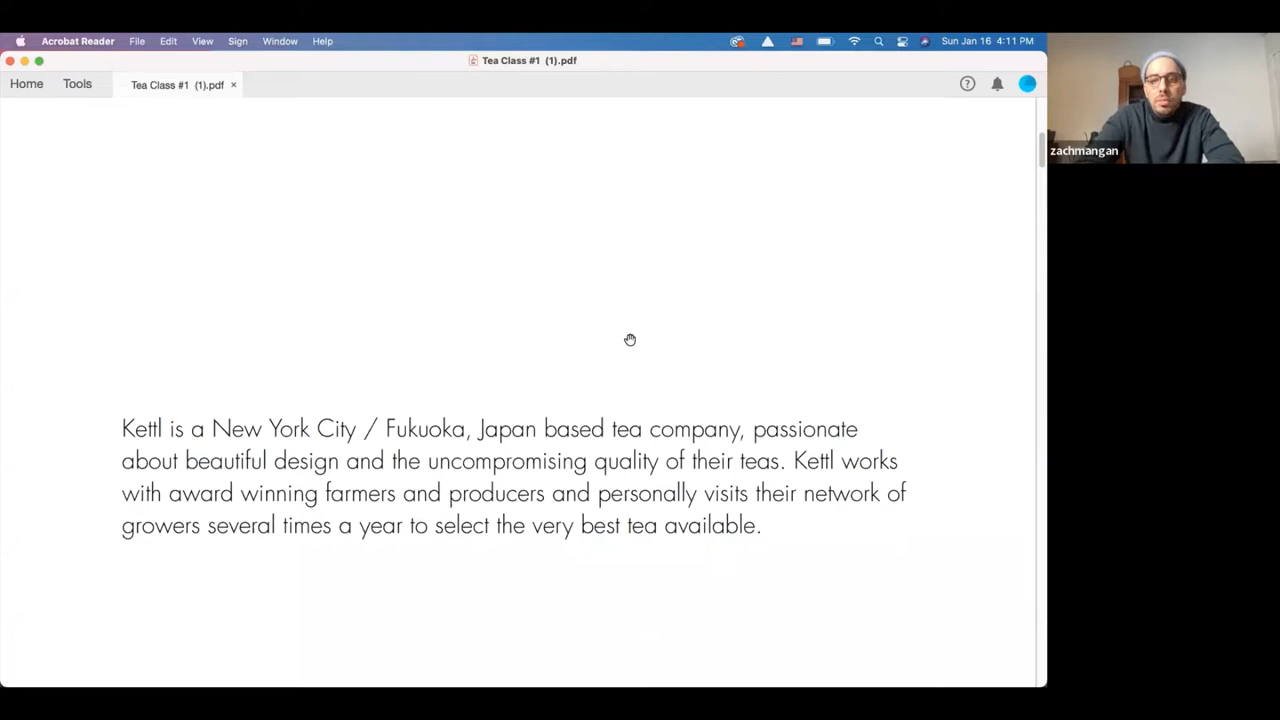 Acrobat Reader File Edit View Sign Window Help Sun Jan 16 4:11 PM
Tea Class #1 (1).pdf
Home Tools Tea Class #1 (1).pdf ×
zachmangan
Kettl is a New York City / Fukuoka, Japan based tea company, passionate
about beautiful design and the uncompromising quality of their teas. Kettl works
with award winning farmers and producers and personally visits their network of
growers several times a year to select the very best tea available.